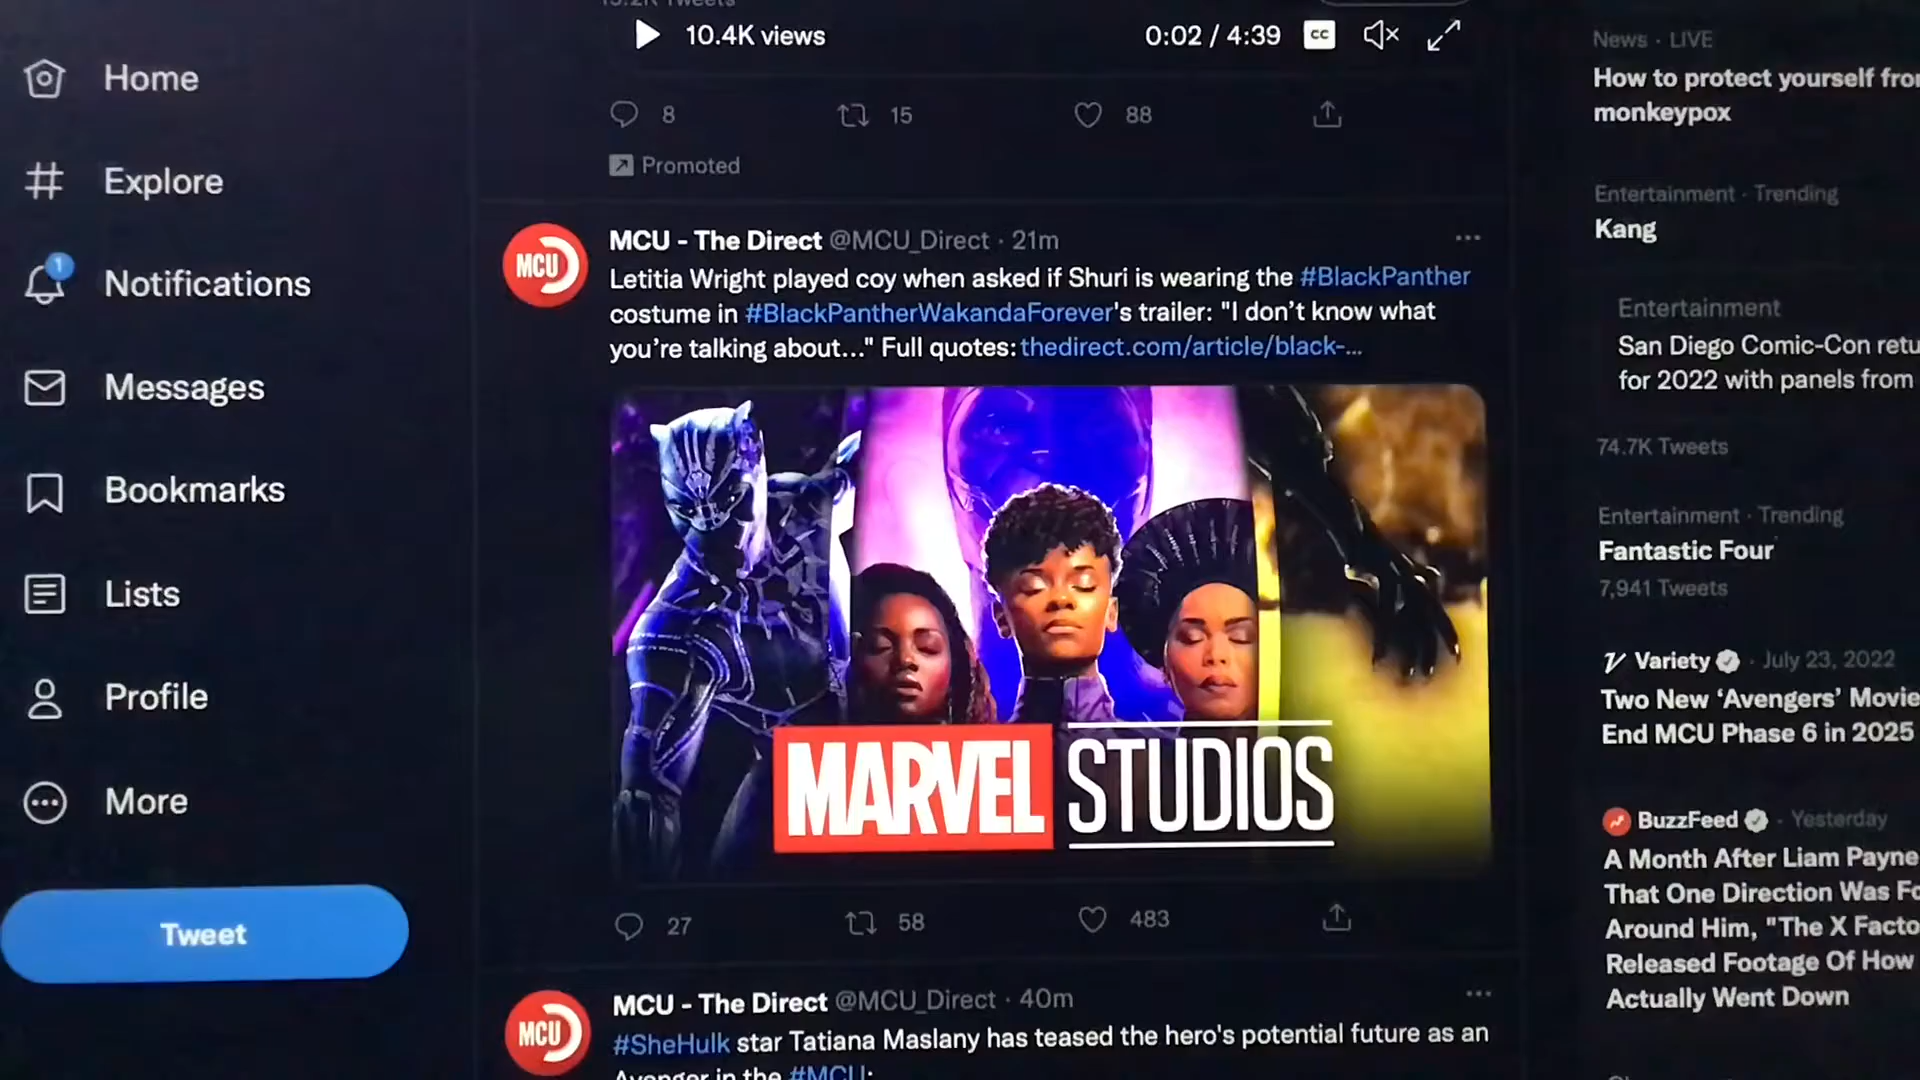 Home
Explore
1
Notifications
Messages
Bookmarks
Lists
Profile
More
Tweet
10.4K views
0:02 / 4:39
CC
8
15
88
Promoted
MCU
MCU - The Direct @MCU_Direct · 21m
Letitia Wright played coy when asked if Shuri is wearing the #BlackPanther
costume in #BlackPantherWakandaForever's trailer: "I don't know what
you're talking about..." Full quotes: thedirect.com/article/black-...
MARVEL STUDIOS
27
58
483
MCU
MCU - The Direct @MCU_Direct · 40m
#SheHulk star Tatiana Maslany has teased the hero's potential future as an
Avenger in the #MCU:
News · LIVE
How to protect yourself from
monkeypox
Entertainment · Trending
Kang
Entertainment
San Diego Comic-Con retu
for 2022 with panels from
74.7K Tweets
Entertainment · Trending
Fantastic Four
7,941 Tweets
Variety · July 23, 2022
Two New 'Avengers' Movie
End MCU Phase 6 in 2025
BuzzFeed · Yesterday
A Month After Liam Payne
That One Direction Was Fo
Around Him, "The X Facto
Released Footage Of How
Actually Went Down